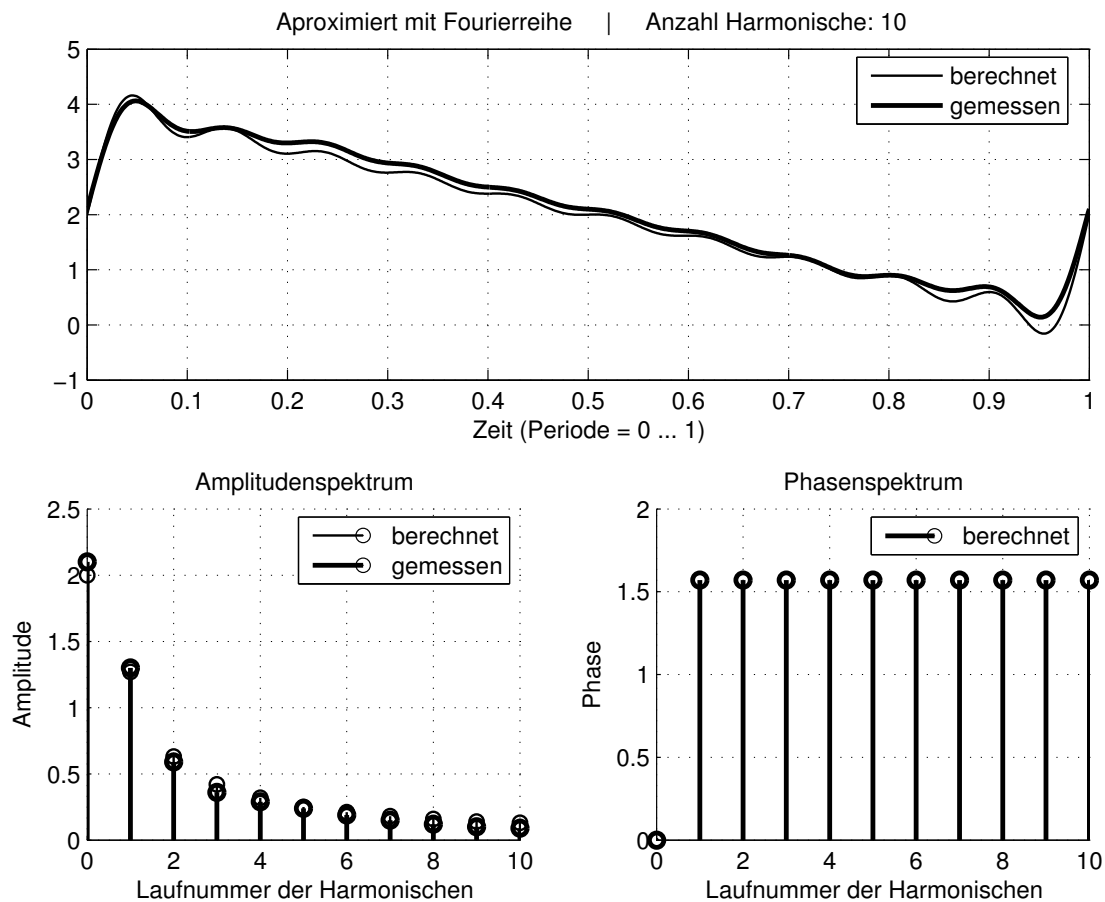 Aproximiert mit Fourierreihe | Anzahl Harmonische: 10
5
4
3
2
1
0
−1
berechnet
gemessen
0 0.1 0.2 0.3 0.4 0.5 0.6 0.7 0.8 0.9 1
Zeit (Periode = 0 ... 1)
Amplitudenspektrum
2.5
2
1.5
1
0.5
0
Amplitude
berechnet
gemessen
0 2 4 6 8 10
Laufnummer der Harmonischen
Phasenspektrum
2
1.5
1
0.5
0
Phase
berechnet
0 2 4 6 8 10
Laufnummer der Harmonischen